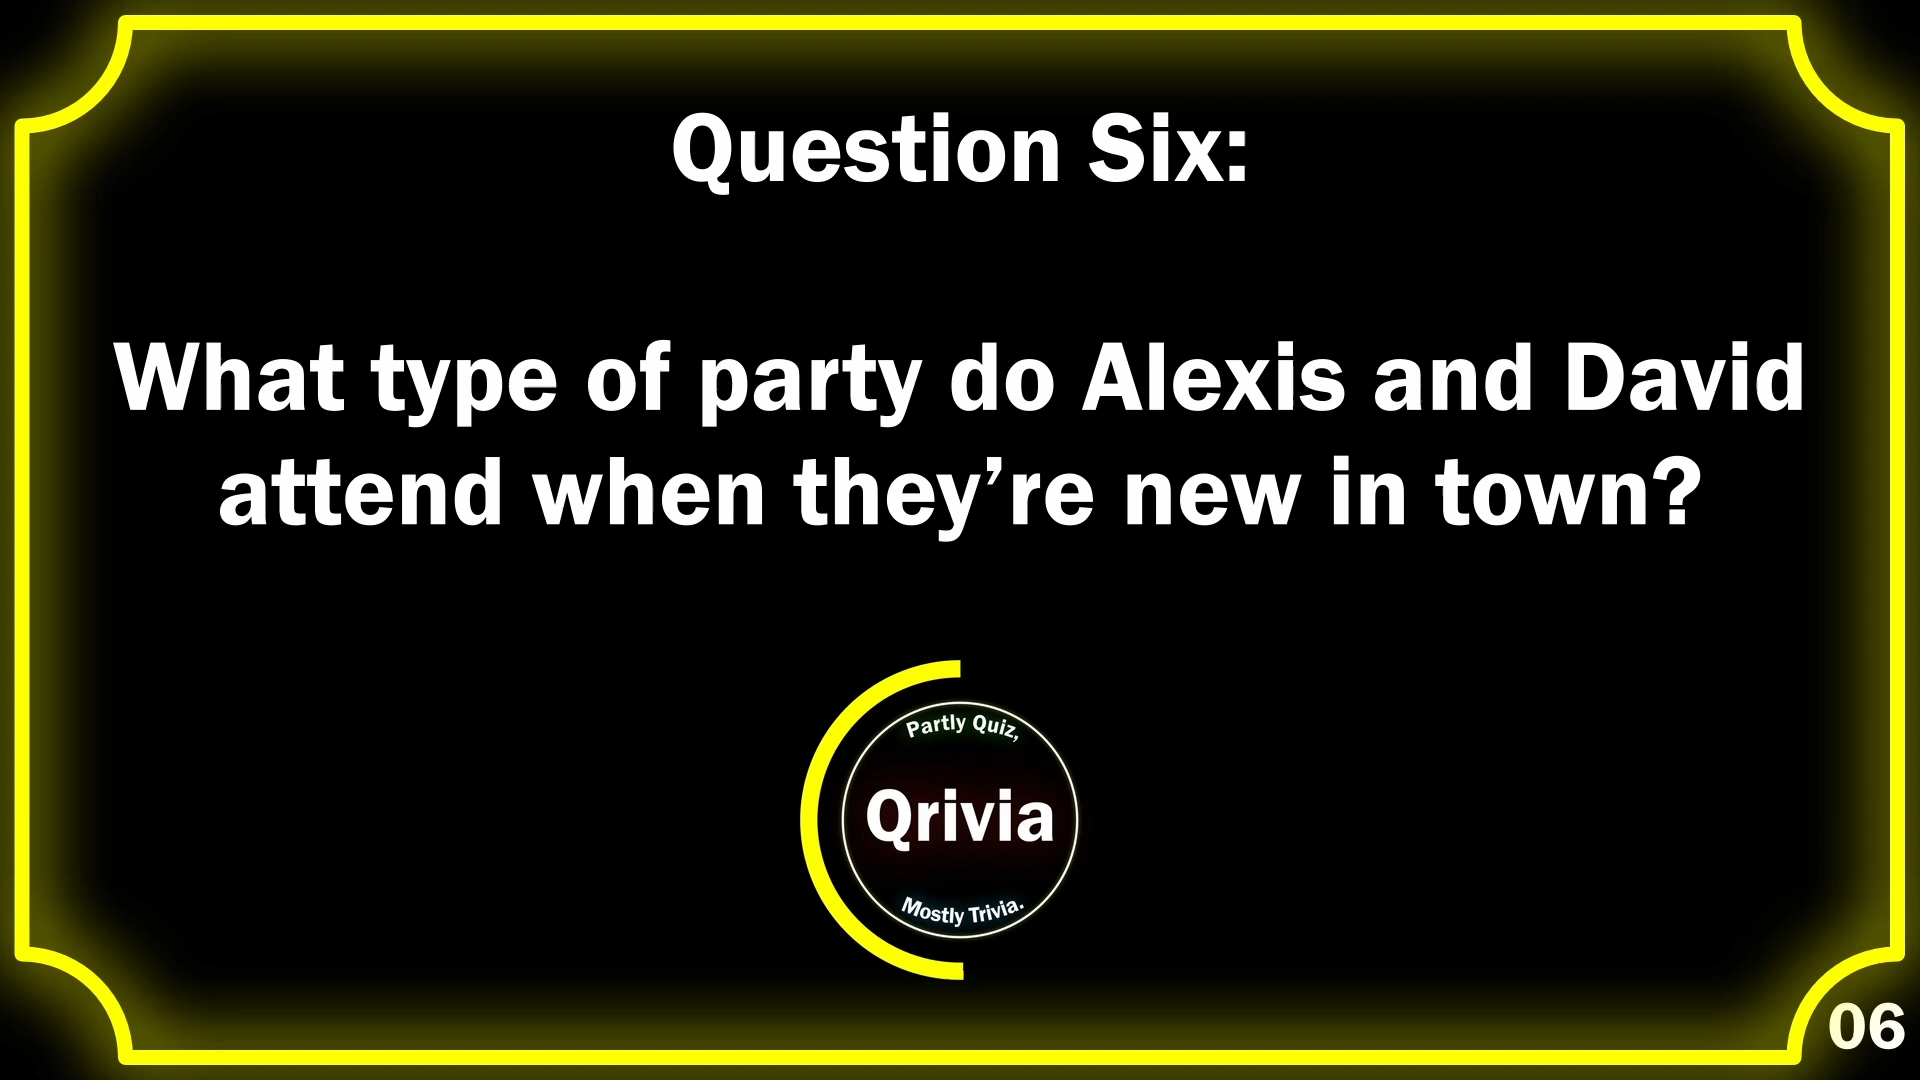 Question Six:
What type of party do Alexis and David
attend when they’re new in town?
Partly Quiz,
Qrivia
Mostly Trivia.
06